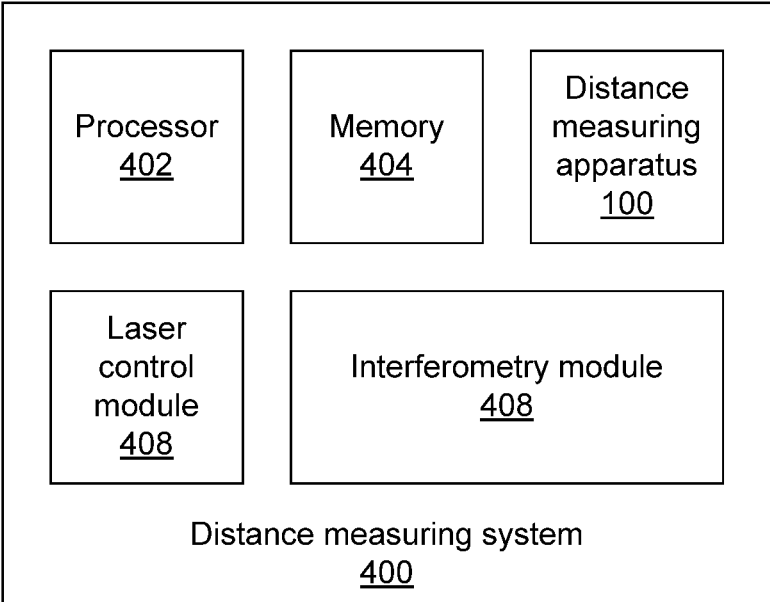 Processor
402
Memory
404
Distance
measuring
apparatus
100
Laser
control
module
408
Interferometry module
408
Distance measuring system
400